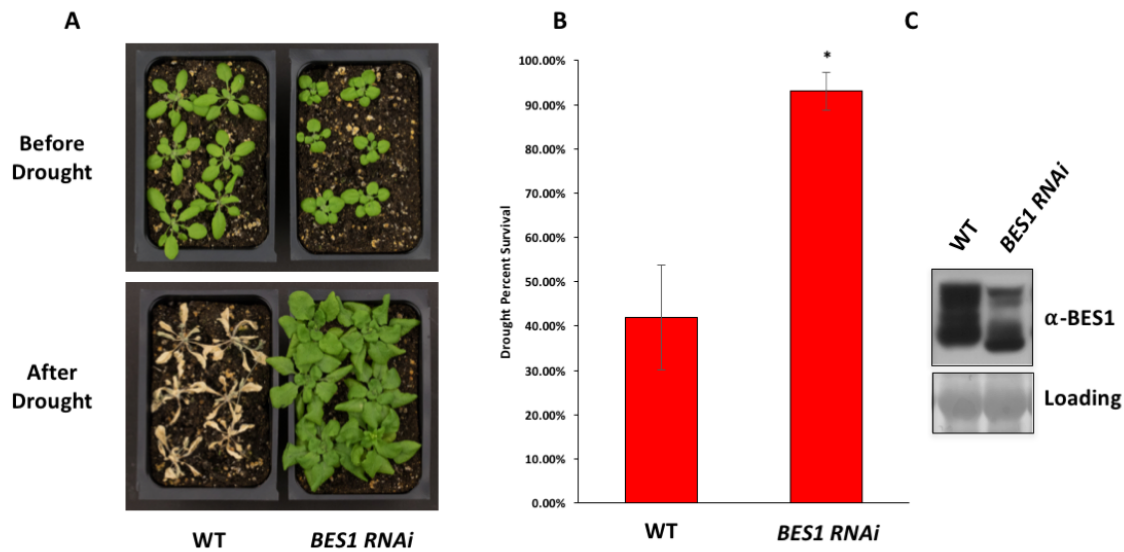 A
Before
Drought
After
Drought
WT
BES1 RNAi
B
Drought Percent Survival
100.00%
90.00%
80.00%
70.00%
60.00%
50.00%
40.00%
30.00%
20.00%
10.00%
0.00%
*
WT
BES1 RNAi
C
WT
BES1 RNAi
α-BES1
Loading